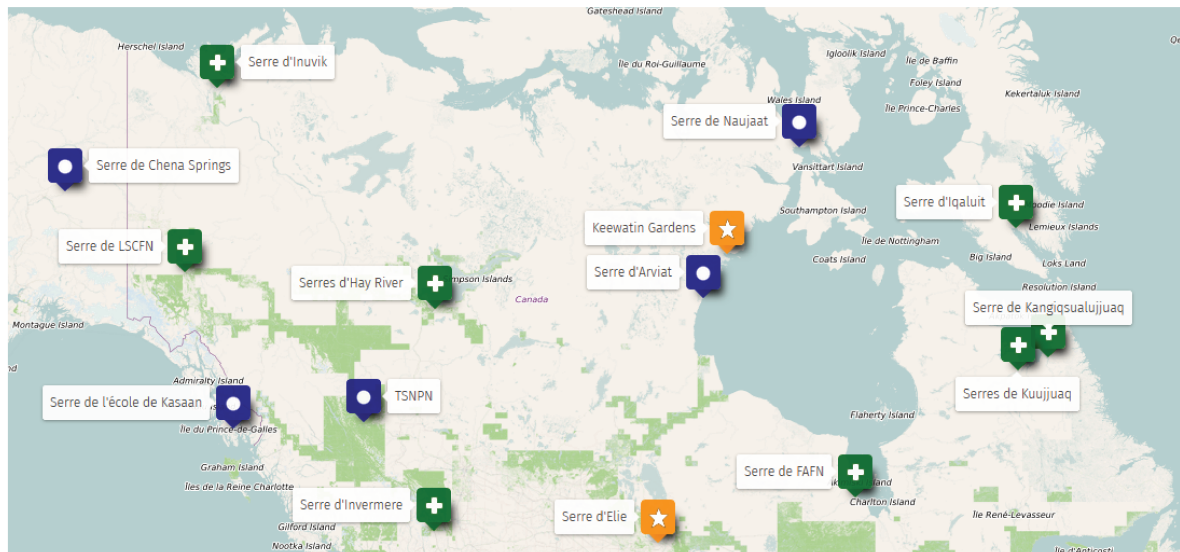 Gateshead Island
Herschel Island
Serre d'Inuvik
Île du Roi-Guillaume
Igloolik Island
Île de Baffin
Foley Island
Kekertaluk Island
Île Prince-Charles
Wales Island
Serre de Naujaat
Serre de Chena Springs
Vansittart Island
Serre d'Iqaluit
Southampton Island
Lemieux Islands
Keewatin Gardens
Serre de LSCFN
Île de Nottingham
Big Island
Coats Island
Loks Land
Serre d'Arviat
Serres d'Hay River
Resolution Island
Canada
Serre de Kangiqsualujjuaq
Montague Island
Admiralty Island
Serres de Kuujjuaq
Serre de l'école de Kasaan
TSNPN
Flaherty Island
Île du Prince-de-Galles
Graham Island
Serre de FAFN
Îles de la Reine Charlotte
Charlton Island
Serre d'Invermere
Serre d'Elie
Île René-Levasseur
Gilford Island
Nootka Island
Île d'Anticosti